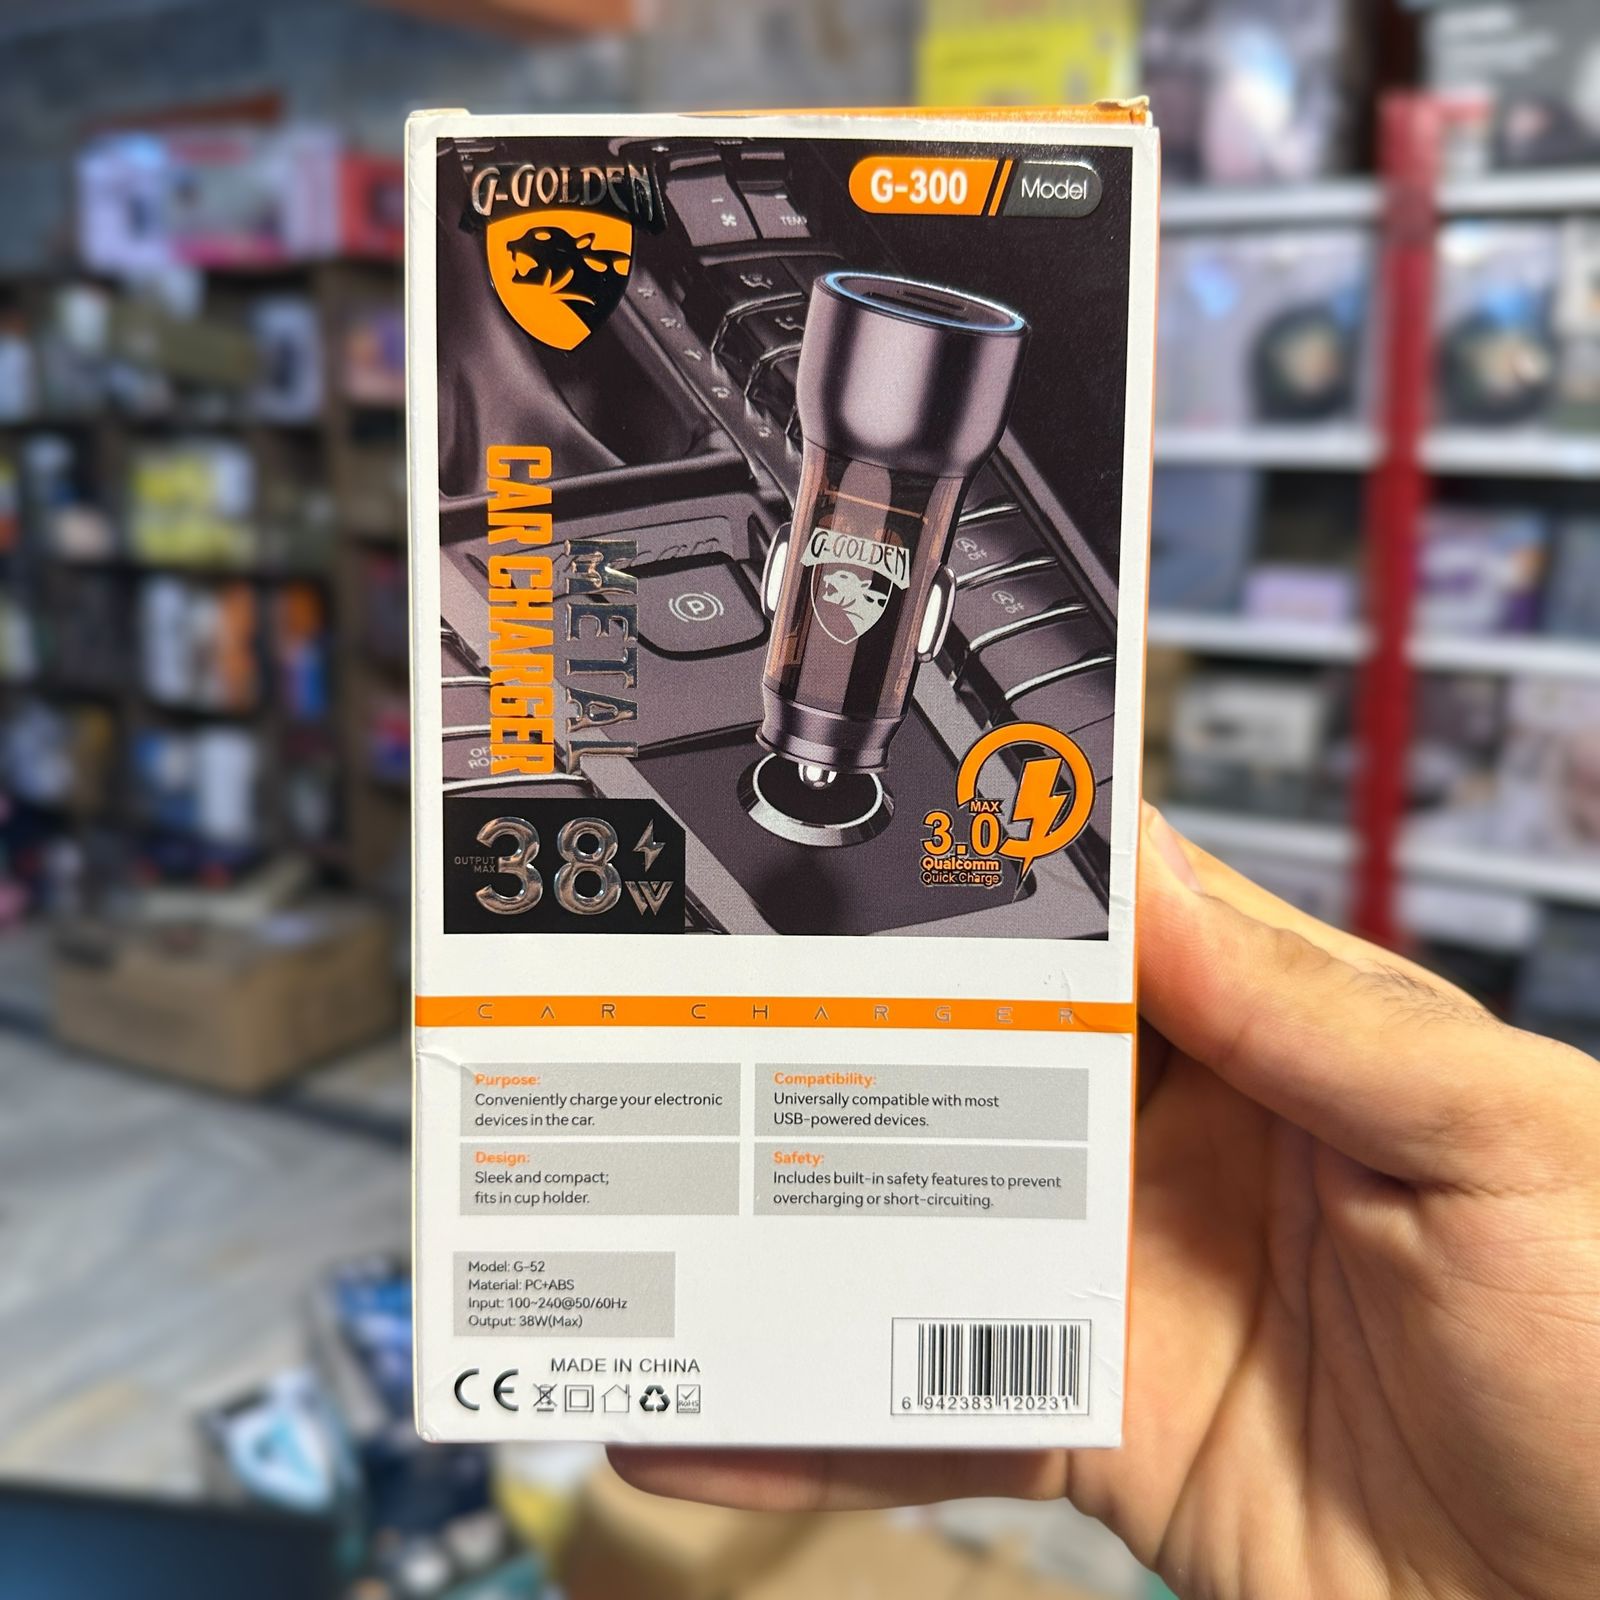 G-GOLDEN
G-300 Model
TEM
G-GOLDEN
METAL
CAR CHARGER
P
OUTPUT
MAX
38
W
MAX
3.0
Qualcomm
Quick Charge
CAR CHARGER
Purpose:
Conveniently charge your electronic
devices in the car.
Compatibility:
Universally compatible with most
USB-powered devices.
Design:
Sleek and compact;
fits in cup holder.
Safety:
Includes built-in safety features to prevent
overcharging or short-circuiting.
Model: G-52
Material: PC+ABS
Input: 100~240@50/60Hz
Output: 38W(Max)
MADE IN CHINA
CE
RoHS
6 942383 120231